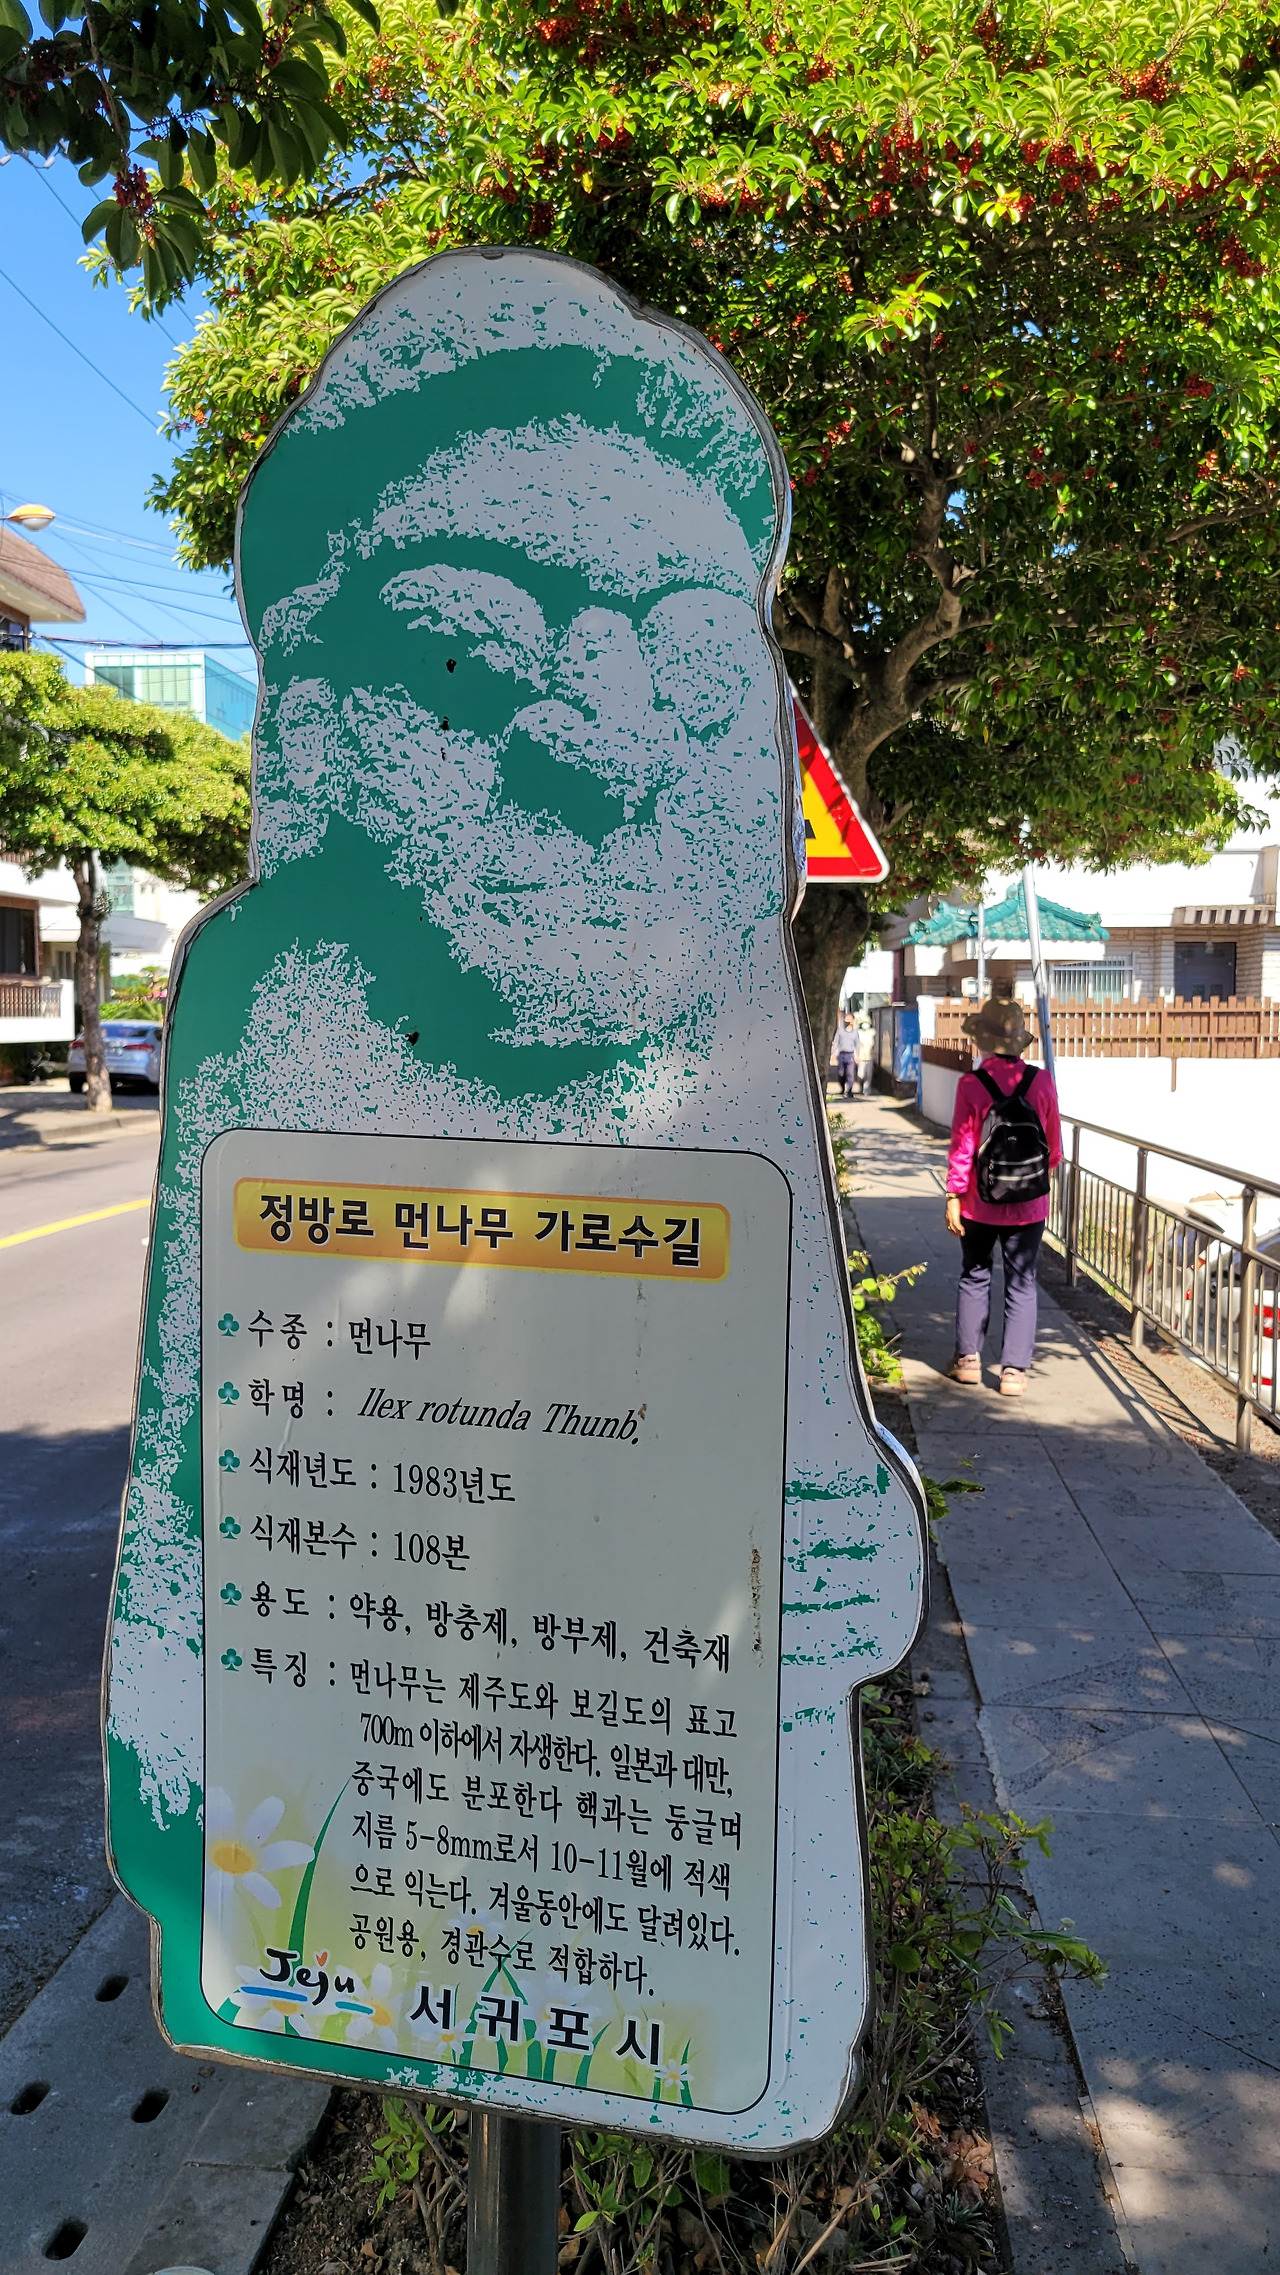 정방로 먼나무 가로수길
수종 : 먼나무
학명 : Ilex rotunda Thunb.
식재년도 : 1983년도
식재본수 : 108본
용도 : 약용, 방충제, 방부제, 건축재
특징 : 먼나무는 제주도와 보길도의 표고
700m 이하에서 자생한다. 일본과 대만,
중국에도 분포한다 핵과는 둥글며
지름 5-8mm로서 10-11월에 적색
으로 익는다. 겨울동안에도 달려있다.
공원용, 경관수로 적합하다.
Jeju 서귀포시